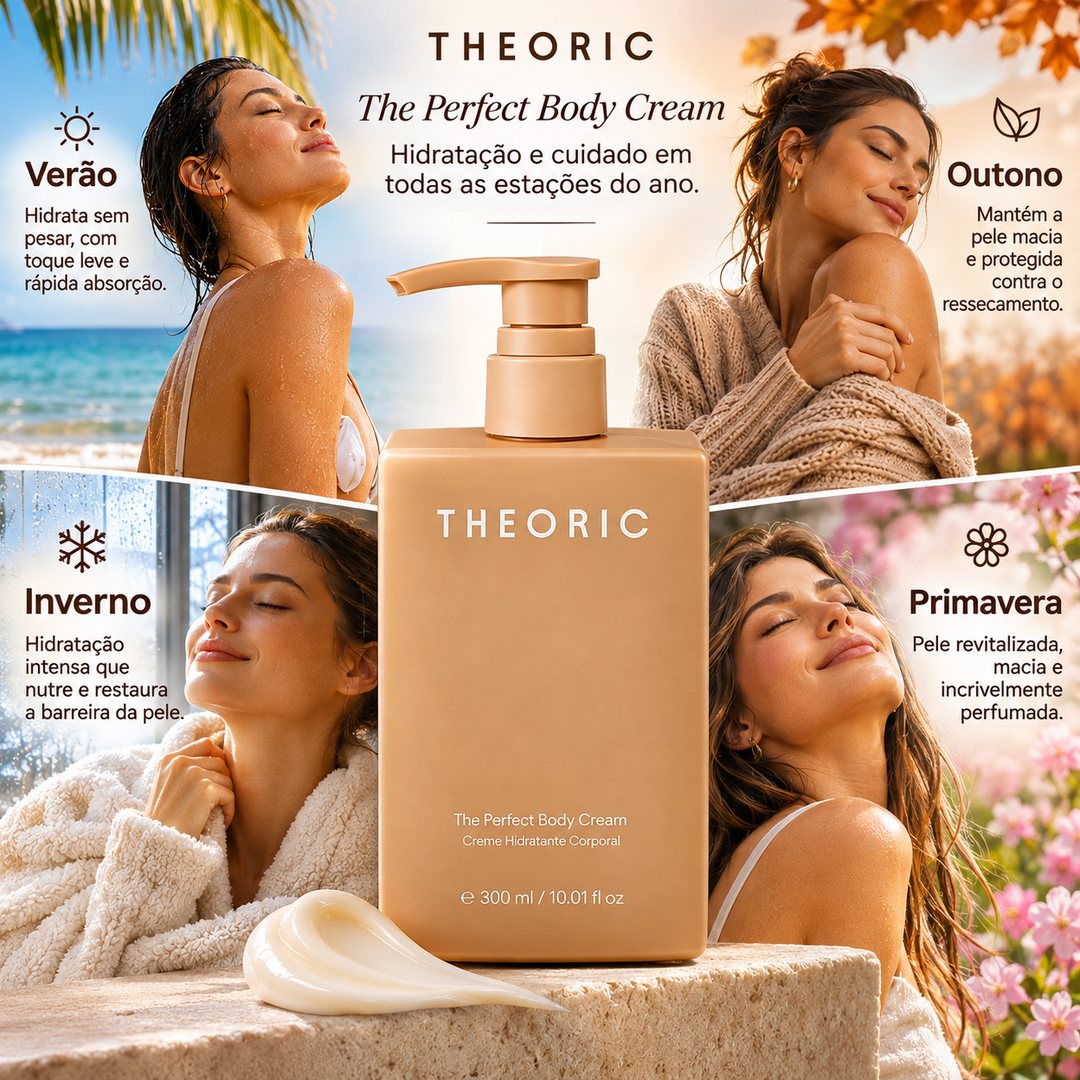 THEORIC
The Perfect Body Cream
Hidratação e cuidado em
todas as estações do ano.
Verão
Hidrata sem
pesar, com
toque leve e
rápida absorção.
Outono
Mantém a
pele macia
e protegida
contra o
ressecamento.
Inverno
Hidratação
intensa que
nutre e restaura
a barreira da pele.
Primavera
Pele revitalizada,
macia e
incrivelmente
perfumada.
THEORIC
The Perfect Body Cream
Creme Hidratante Corporal
℮ 300 ml / 10.01 fl oz